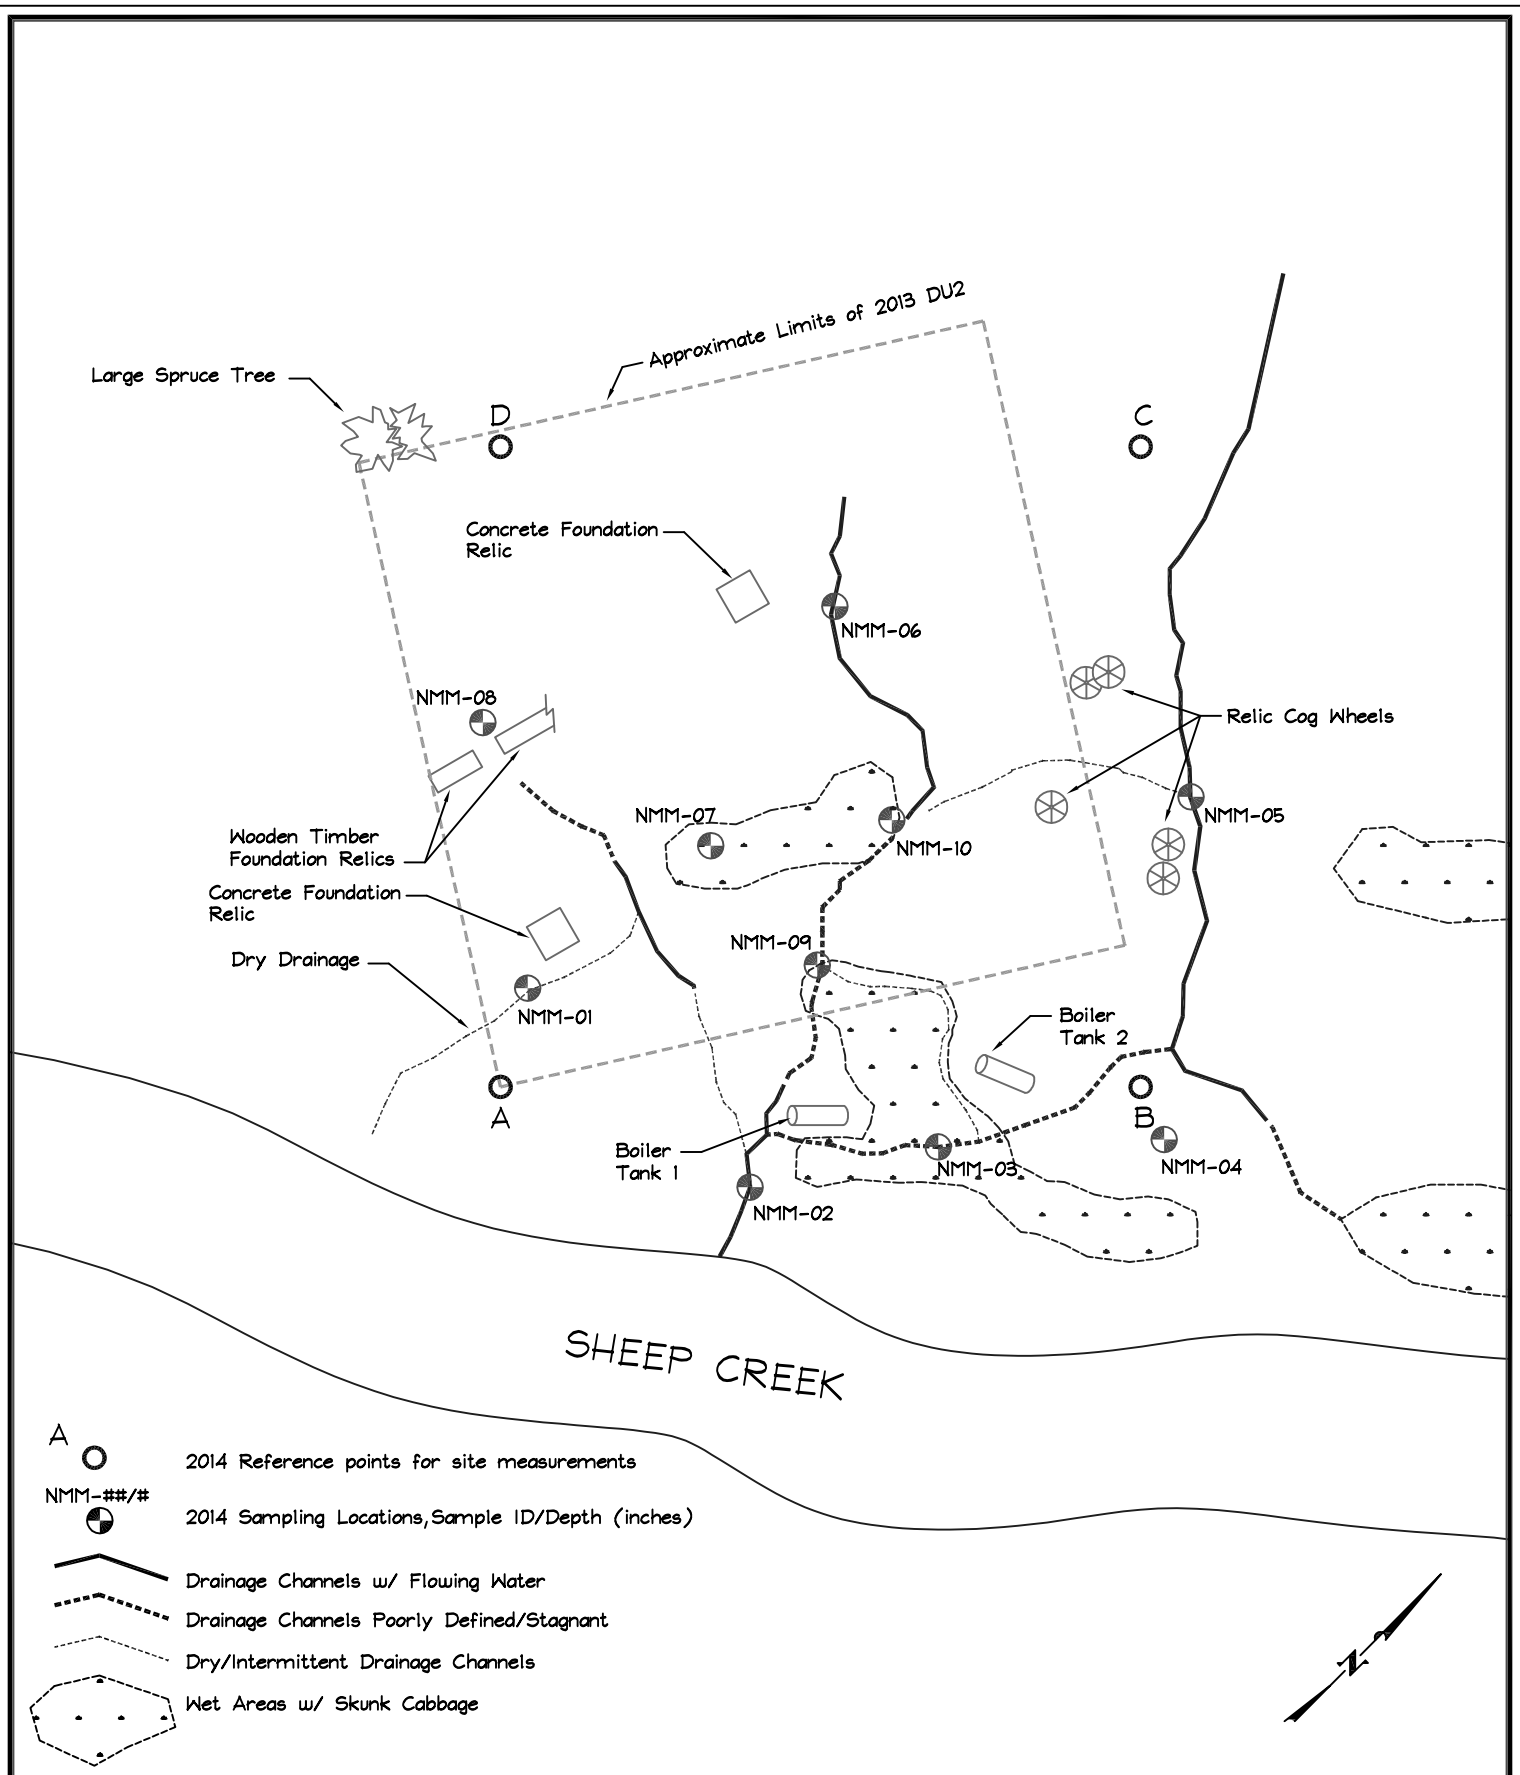 Approximate Limits of 2013 DU2
Large Spruce Tree
D
C
Concrete Foundation
Relic
NMM-06
NMM-08
Relic Cog Wheels
NMM-07
NMM-05
Wooden Timber
Foundation Relics
NMM-10
Concrete Foundation
Relic
NMM-09
Dry Drainage
NMM-01
Boiler
Tank 2
A
B
Boiler
Tank 1
NMM-03
NMM-04
NMM-02
SHEEP CREEK
A
2014 Reference points for site measurements
NMM-##/#
2014 Sampling Locations,Sample ID/Depth (inches)
Drainage Channels w/ Flowing Water
Drainage Channels Poorly Defined/Stagnant
Dry/Intermittent Drainage Channels
Wet Areas w/ Skunk Cabbage
N